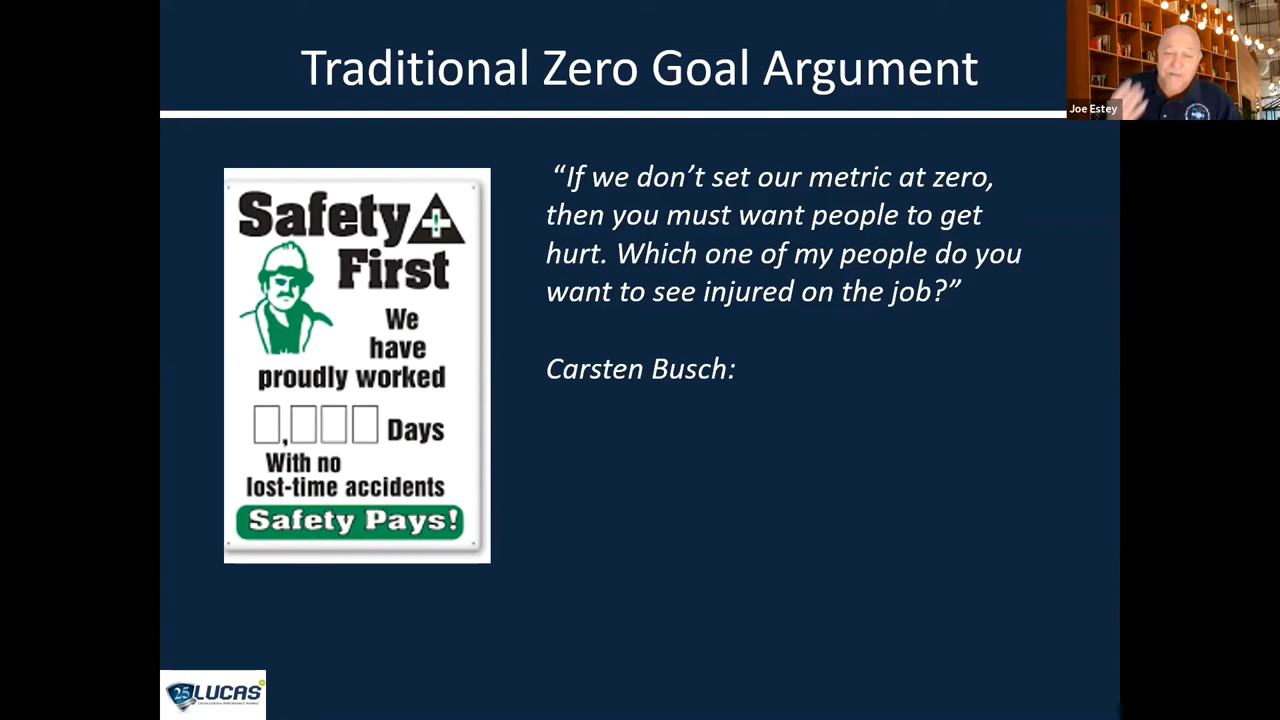 Traditional Zero Goal Argument
Joe Estey
Safety
First
We
have
proudly worked
, Days
With no
lost-time accidents
Safety Pays!
“If we don’t set our metric at zero,
then you must want people to get
hurt. Which one of my people do you
want to see injured on the job?”
Carsten Busch:
25 LUCAS